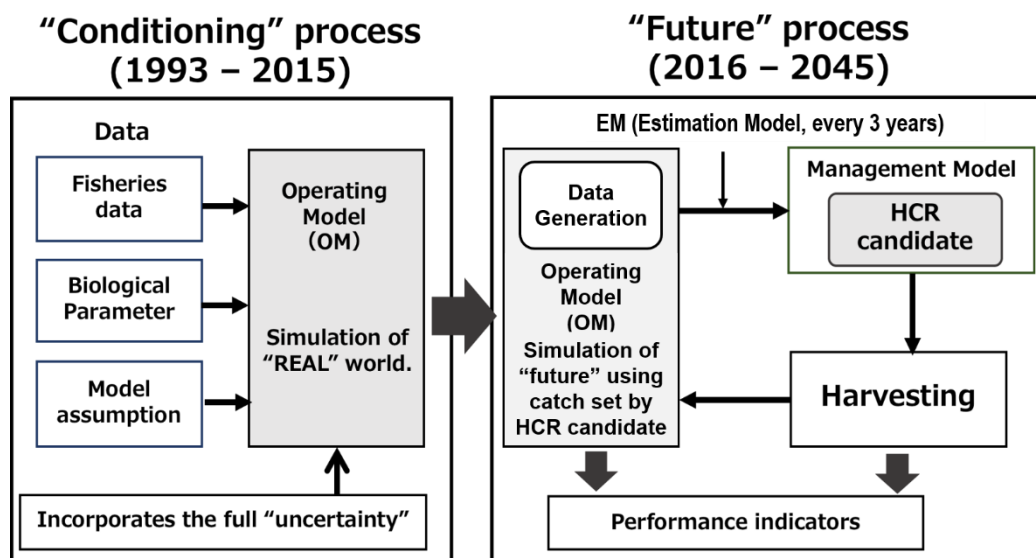 “Conditioning” process
(1993 – 2015)
Data
Fisheries
data
Biological
Parameter
Model
assumption
Operating
Model
(OM)
Simulation of
“REAL” world.
Incorporates the full “uncertainty”
“Future” process
(2016 – 2045)
EM (Estimation Model, every 3 years)
Data
Generation
Operating
Model
(OM)
Simulation of
“future” using
catch set by
HCR candidate
Management Model
HCR
candidate
Harvesting
Performance indicators